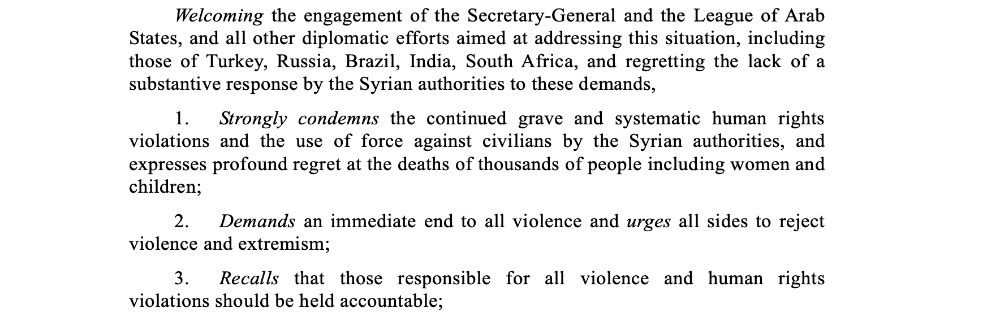 Welcoming the engagement of the Secretary-General and the League of Arab
States, and all other diplomatic efforts aimed at addressing this situation, including
those of Turkey, Russia, Brazil, India, South Africa, and regretting the lack of a
substantive response by the Syrian authorities to these demands,
1. Strongly condemns the continued grave and systematic human rights
violations and the use of force against civilians by the Syrian authorities, and
expresses profound regret at the deaths of thousands of people including women and
children;
2. Demands an immediate end to all violence and urges all sides to reject
violence and extremism;
3. Recalls that those responsible for all violence and human rights
violations should be held accountable;